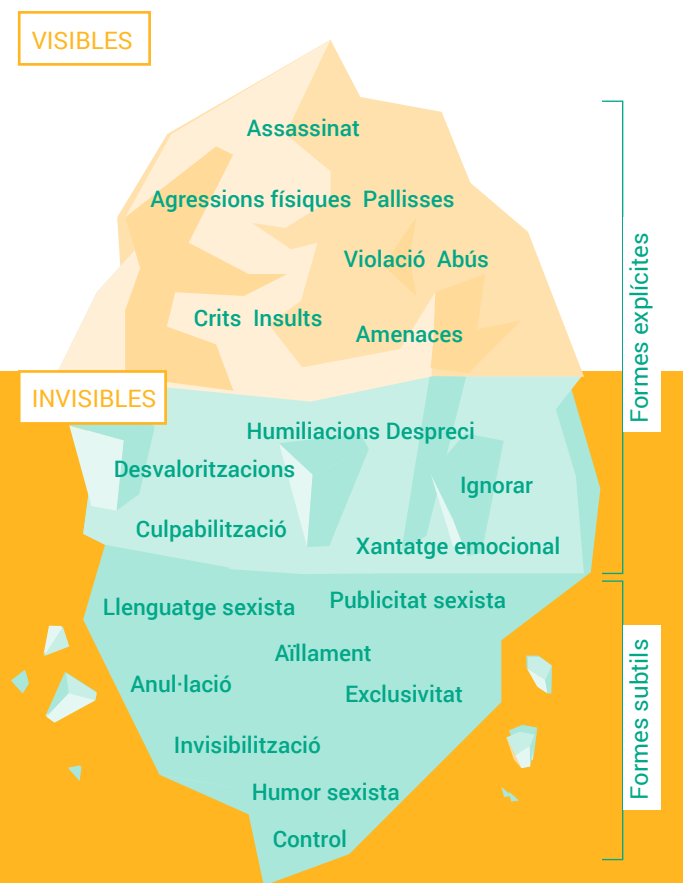 VISIBLES
Assassinat
Agressions físiques Pallisses
Violació Abús
Crits Insults
Amenaces
Formes explícites
INVISIBLES
Humiliacions Despreci
Desvaloritzacions
Ignorar
Culpabilització
Xantatge emocional
Llenguatge sexista
Publicitat sexista
Aïllament
Anul·lació
Exclusivitat
Formes subtils
Invisibilització
Humor sexista
Control